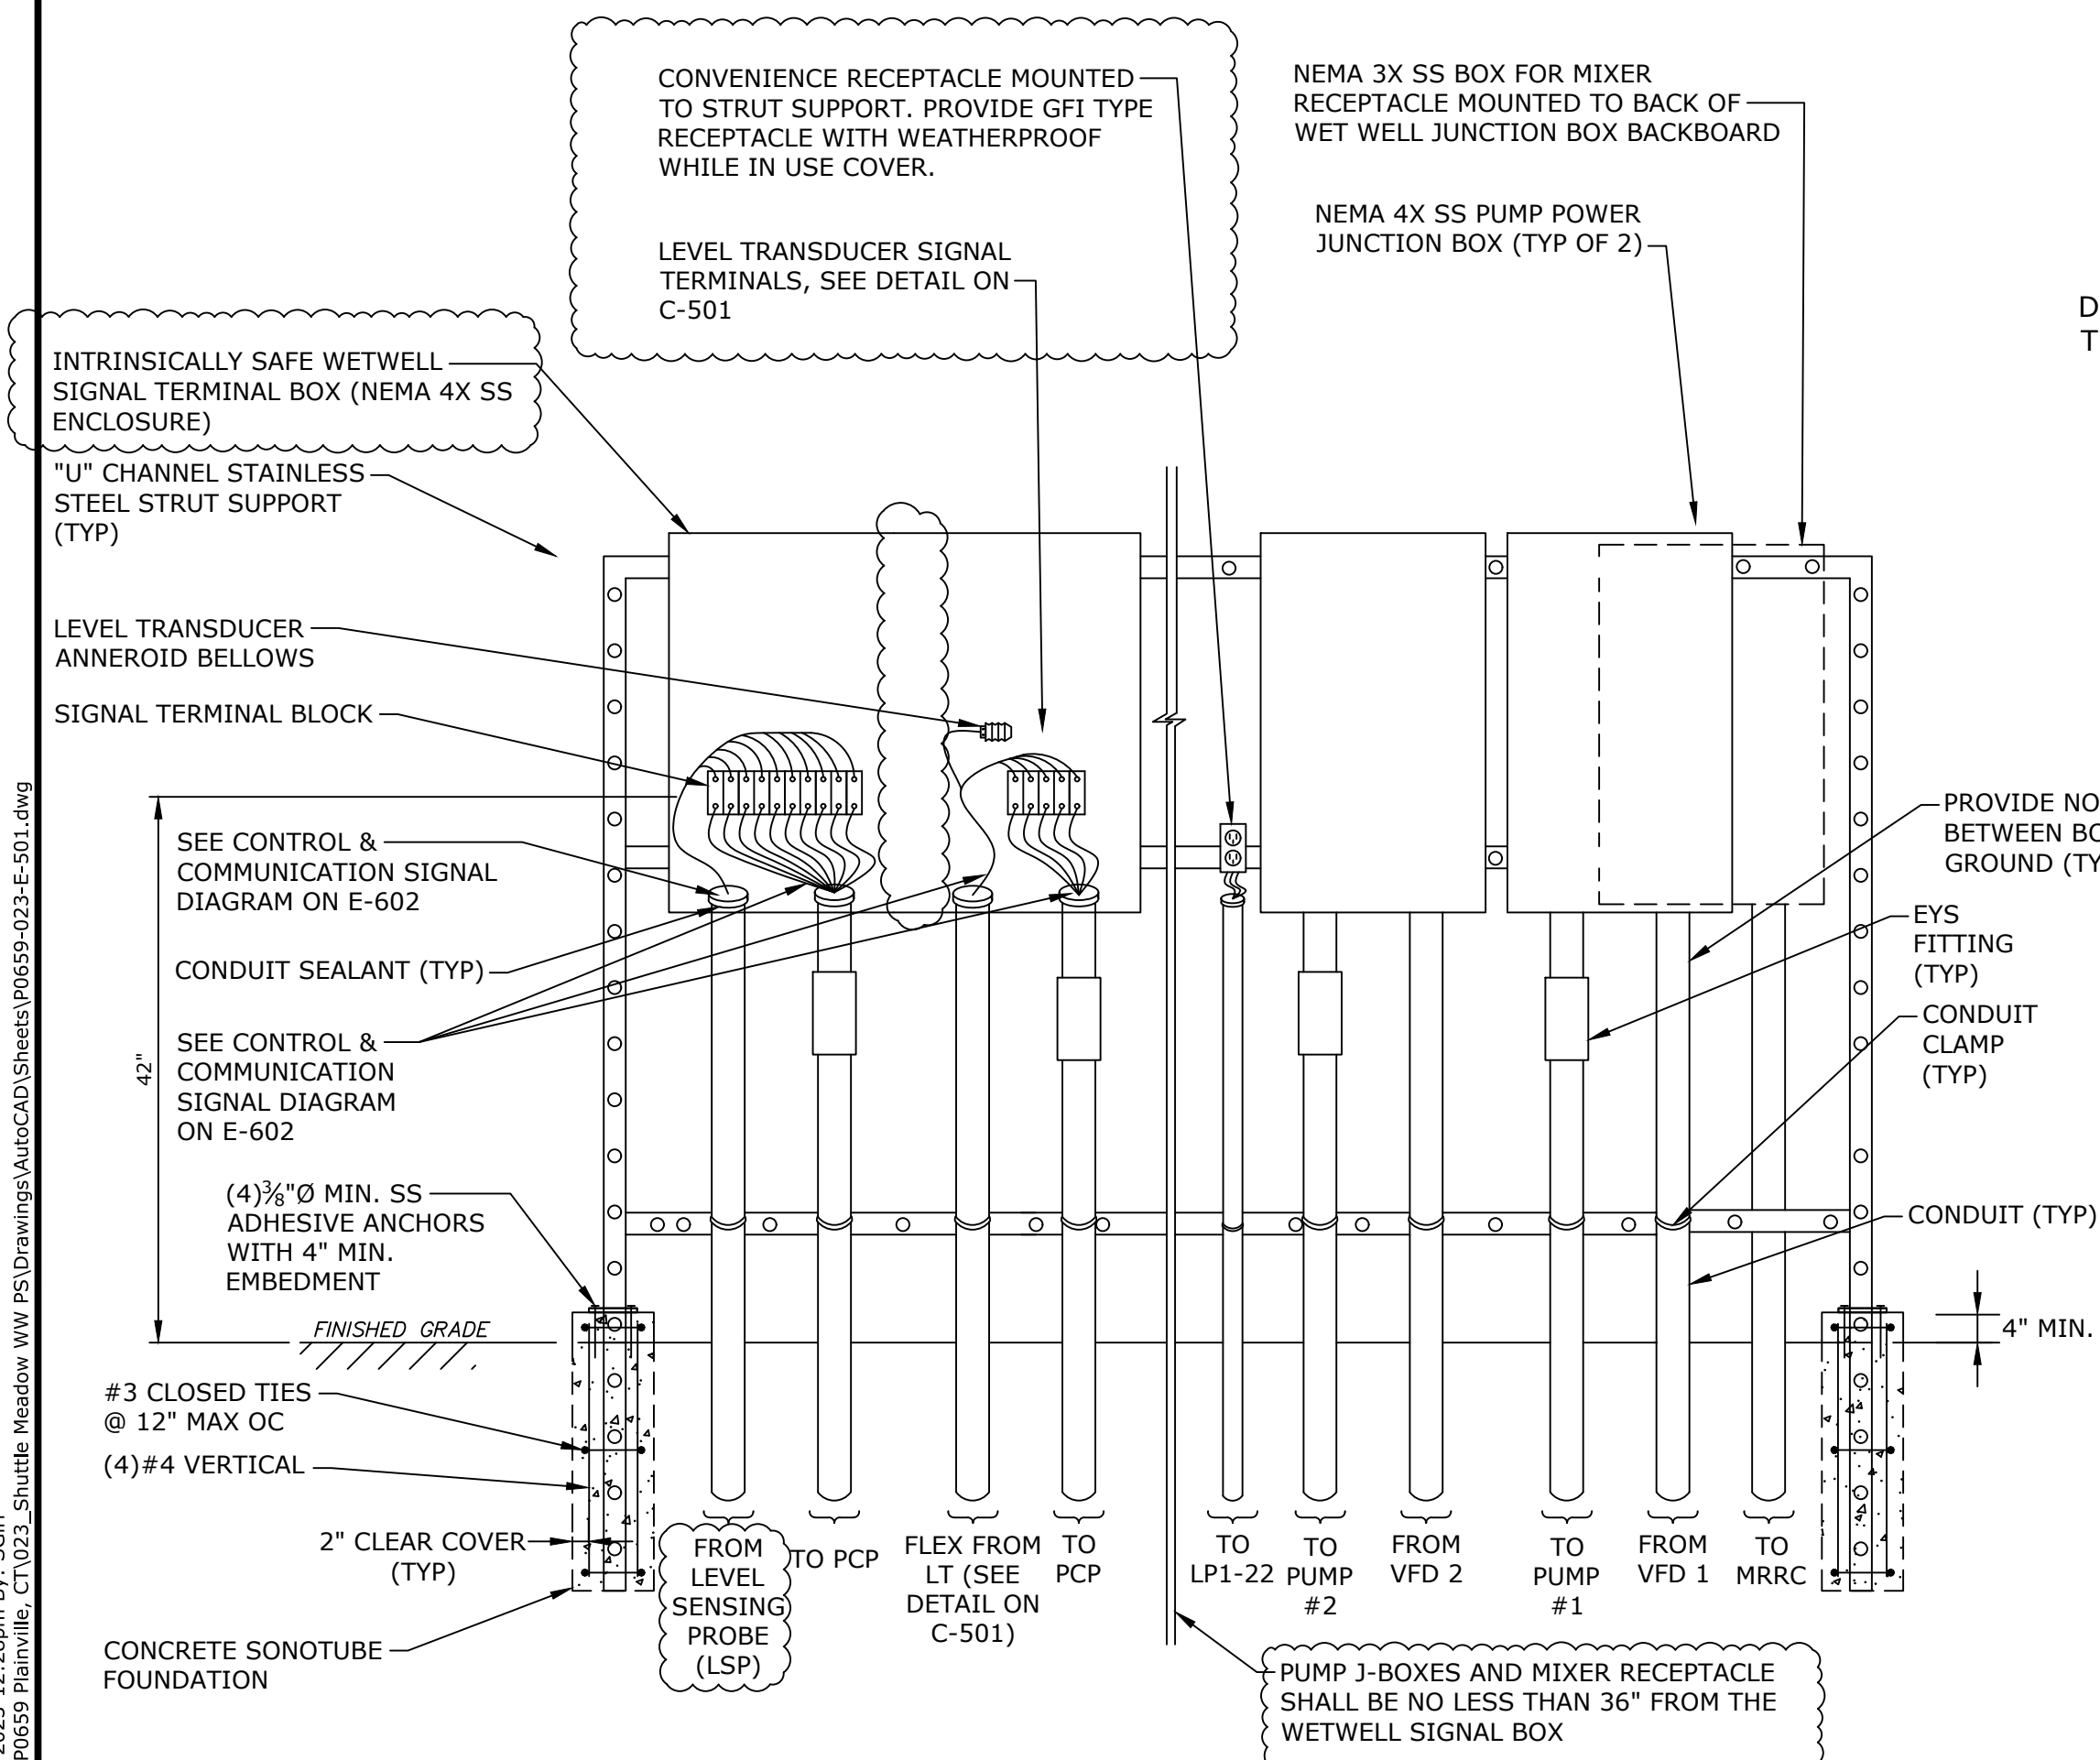 CONVENIENCE RECEPTACLE MOUNTED
TO STRUT SUPPORT. PROVIDE GFI TYPE
RECEPTACLE WITH WEATHERPROOF
WHILE IN USE COVER.
LEVEL TRANSDUCER SIGNAL
TERMINALS, SEE DETAIL ON
C-501
NEMA 3X SS BOX FOR MIXER
RECEPTACLE MOUNTED TO BACK OF
WET WELL JUNCTION BOX BACKBOARD
NEMA 4X SS PUMP POWER
JUNCTION BOX (TYP OF 2)
D
T
INTRINSICALLY SAFE WETWELL
SIGNAL TERMINAL BOX (NEMA 4X SS
ENCLOSURE)
"U" CHANNEL STAINLESS
STEEL STRUT SUPPORT
(TYP)
LEVEL TRANSDUCER
ANNEROID BELLOWS
SIGNAL TERMINAL BLOCK
SEE CONTROL &
COMMUNICATION SIGNAL
DIAGRAM ON E-602
CONDUIT SEALANT (TYP)
SEE CONTROL &
COMMUNICATION
SIGNAL DIAGRAM
ON E-602
42"
(4)⅜"Ø MIN. SS
ADHESIVE ANCHORS
WITH 4" MIN.
EMBEDMENT
FINISHED GRADE
#3 CLOSED TIES
@ 12" MAX OC
(4)#4 VERTICAL
2" CLEAR COVER
(TYP)
CONCRETE SONOTUBE
FOUNDATION
PROVIDE NO
BETWEEN BO
GROUND (TY
EYS
FITTING
(TYP)
CONDUIT
CLAMP
(TYP)
CONDUIT (TYP)
4" MIN.
FROM
LEVEL
SENSING
PROBE
(LSP)
TO PCP
FLEX FROM
LT (SEE
DETAIL ON
C-501)
TO
PCP
TO
LP1-22
TO
PUMP
#2
FROM
VFD 2
TO
PUMP
#1
FROM
VFD 1
TO
MRRC
PUMP J-BOXES AND MIXER RECEPTACLE
SHALL BE NO LESS THAN 36" FROM THE
WETWELL SIGNAL BOX
P0659 Plainville, CT\023_Shuttle Meadow WW PS\Drawings\AutoCAD\Sheets\P0659-023-E-501.dwg